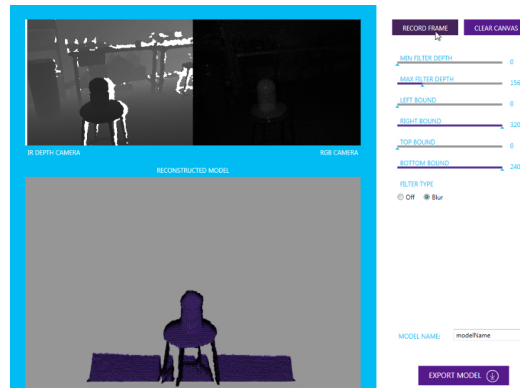 RECORD FRAME
CLEAR CANVAS
MIN FILTER DEPTH
0
MAX FILTER DEPTH
156
LEFT BOUND
0
RIGHT BOUND
320
TOP BOUND
0
BOTTOM BOUND
240
FILTER TYPE
Off Blur
IR DEPTH CAMERA
RGB CAMERA
RECONSTRUCTED MODEL
MODEL NAME: modelName
EXPORT MODEL